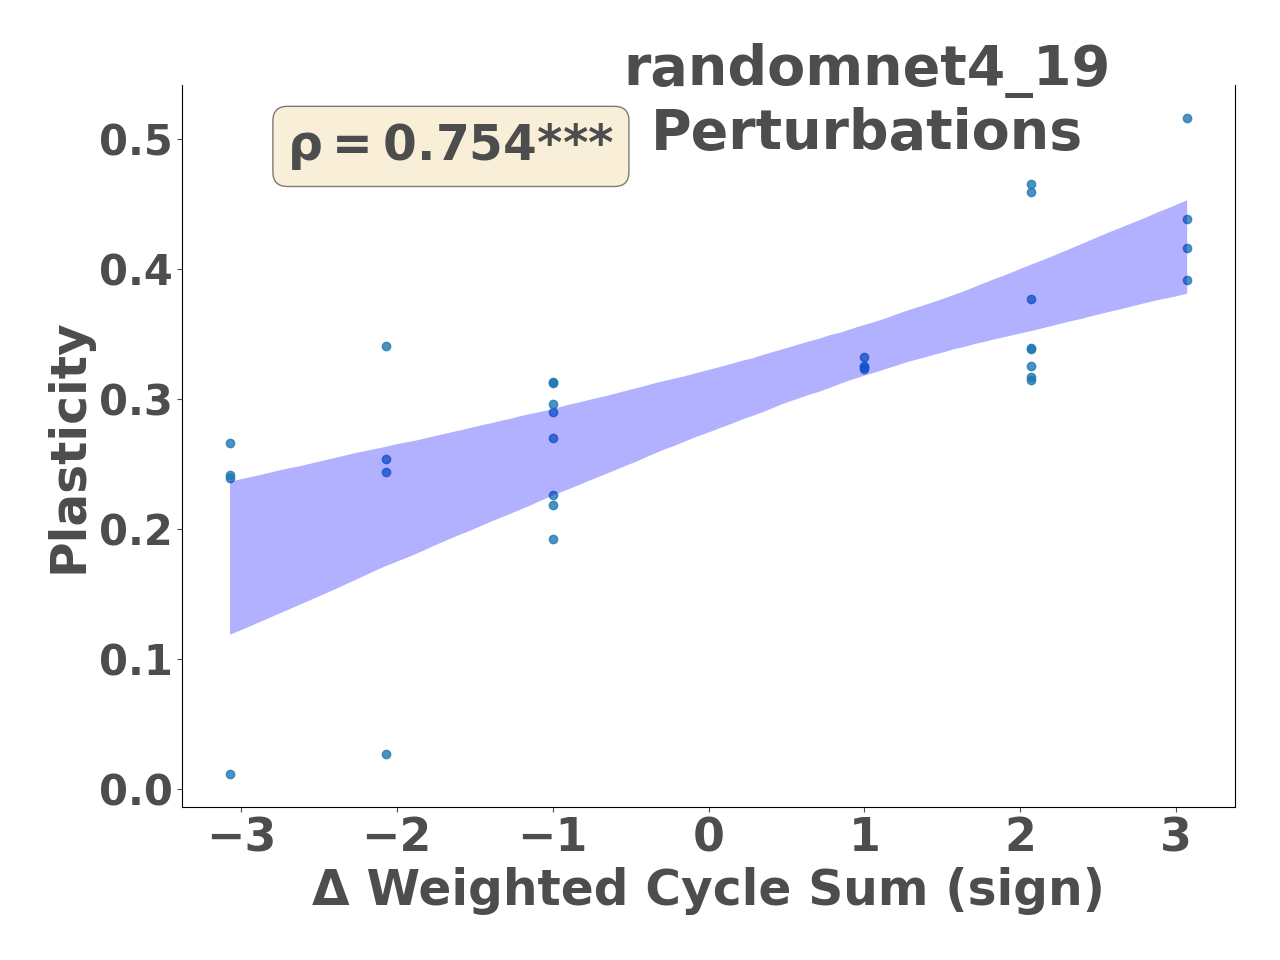 randomnet4_19
Perturbations
ρ = 0.754***
0.5
0.4
0.3
0.2
0.1
0.0
Plasticity
−3 −2 −1 0 1 2 3
Δ Weighted Cycle Sum (sign)